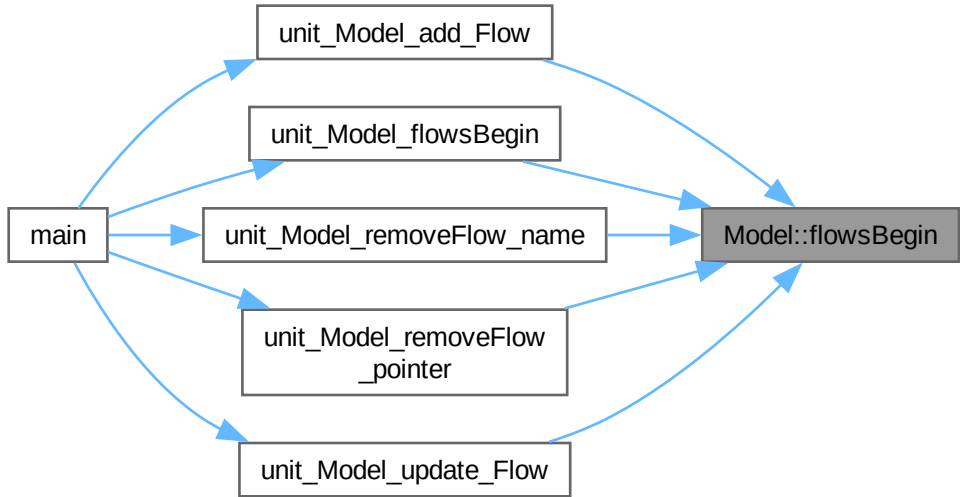 unit_Model_add_Flow
unit_Model_flowsBegin
main
unit_Model_removeFlow_name
Model::flowsBegin
unit_Model_removeFlow
_pointer
unit_Model_update_Flow